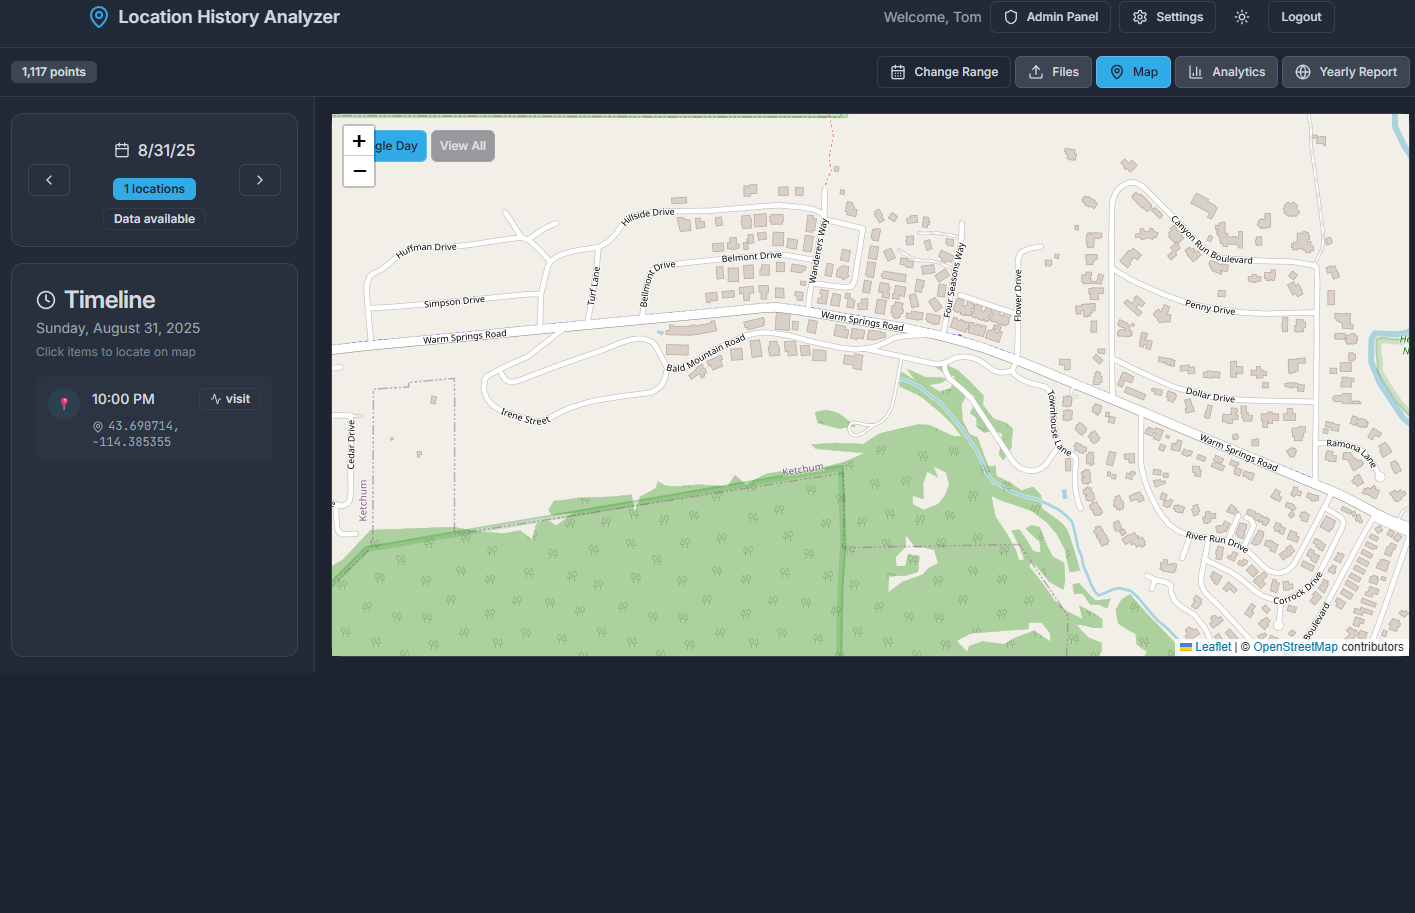 Location History Analyzer
Welcome, Tom
Admin Panel
Settings
Logout
1,117 points
Change Range
Files
Map
Analytics
Yearly Report
8/31/25
1 locations
Data available
Timeline
Sunday, August 31, 2025
Click items to locate on map
10:00 PM
visit
43.690714,
-114.385355
+
−
gle Day
View All
Hillside Drive
Huffman Drive
Wanderers Way
Belmont Drive
Bellmont Drive
Turf Lane
Simpson Drive
Four Seasons Way
Flower Drive
Canyon Run Boulevard
Penny Drive
Warm Springs Road
Warm Springs Road
Bald Mountain Road
Irene Street
Cedar Drive
Townhouse Lane
Dollar Drive
Warm Springs Road
Ramona Lane
Ketchum
Ketchum
River Run Drive
Corrock Drive
Boulevard
Leaflet | © OpenStreetMap contributors